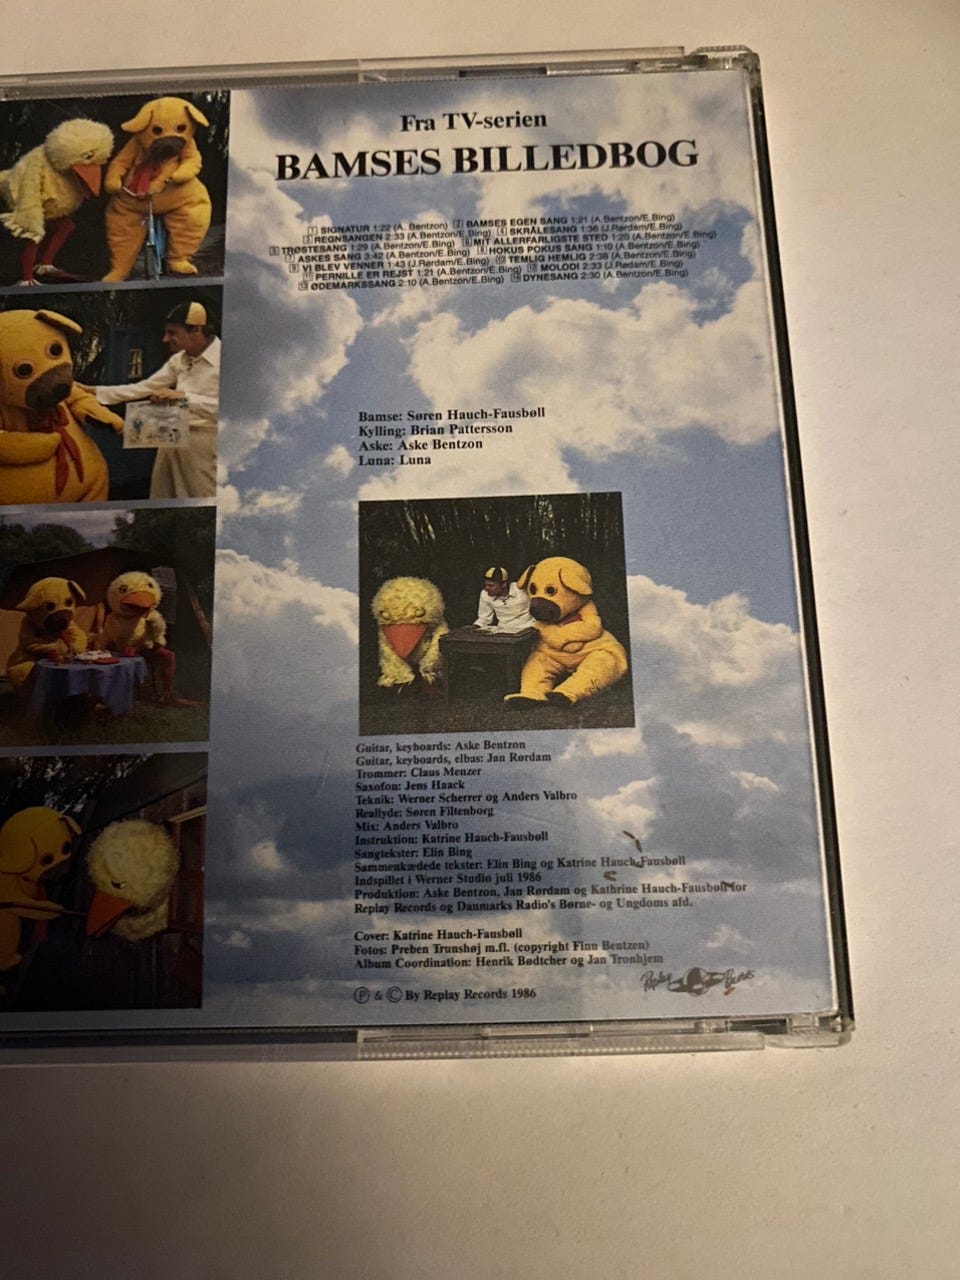 Fra TV-serien
BAMSES BILLEDBOG
1 SIGNATUR 1:22 (A. Bentzon) 2 BAMSES EGEN SANG 1:21 (A.Bentzon/E.Bing)
3 REGNSANGEN 2:33 (A.Bentzon/E.Bing) 4 SKRÅLESANG 1:36 (J.Rørdam/E.Bing)
5 TRØSTESANG 1:29 (A.Bentzon/E.Bing) 6 MIT ALLERFARLIGSTE STED 1:20 (A.Bentzon/E.Bing)
7 ASKES SANG 3:42 (A.Bentzon/E.Bing) 8 HOKUS POKUS SANG 1:10 (A.Bentzon/E.Bing)
9 VI BLEV VENNER 1:43 (J.Rørdam/E.Bing) 10 TEMLIG HEMLIG 2:38 (A.Bentzon/E.Bing)
11 PERNILLE ER REJST 1:21 (A.Bentzon/E.Bing) 12 MOLODI 2:33 (J.Rørdam/E.Bing)
13 ØDEMARKSSANG 2:10 (A.Bentzon/E.Bing) 14 DYNESANG 2:30 (A.Bentzon/E.Bing)
Bamse: Søren Hauch-Fausbøll
Kylling: Brian Pattersson
Aske: Aske Bentzon
Luna: Luna
Guitar, keyboards: Aske Bentzon
Guitar, keyboards, elbas: Jan Rørdam
Trommer: Claus Menzer
Saxofon: Jens Haack
Teknik: Werner Scherrer og Anders Valbro
Reallyde: Søren Filtenborg
Mix: Anders Valbro
Instruktion: Katrine Hauch-Fausbøll
Sangtekster: Elin Bing
Sammenkædede tekster: Elin Bing og Katrine Hauch-Fausbøll
Indspillet i Werner Studio juli 1986
Produktion: Aske Bentzon, Jan Rørdam og Kathrine Hauch-Fausbøll for
Replay Records og Danmarks Radio's Børne- og Ungdoms afd.
Cover: Katrine Hauch-Fausbøll
Fotos: Preben Trunshøj m.fl. (copyright Finn Bentzen)
Album Coordination: Henrik Bødtcher og Jan Tronhjem
Ⓟ & © By Replay Records 1986
Replay Records